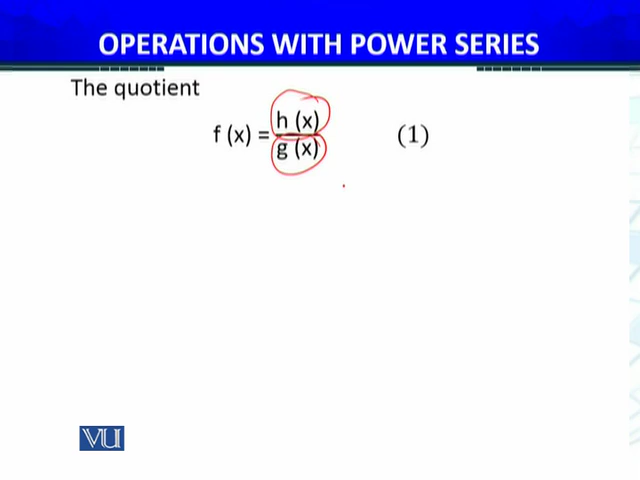 OPERATIONS WITH POWER SERIES
The quotient
h (x)
f (x) =
(1)
g (x)
VU